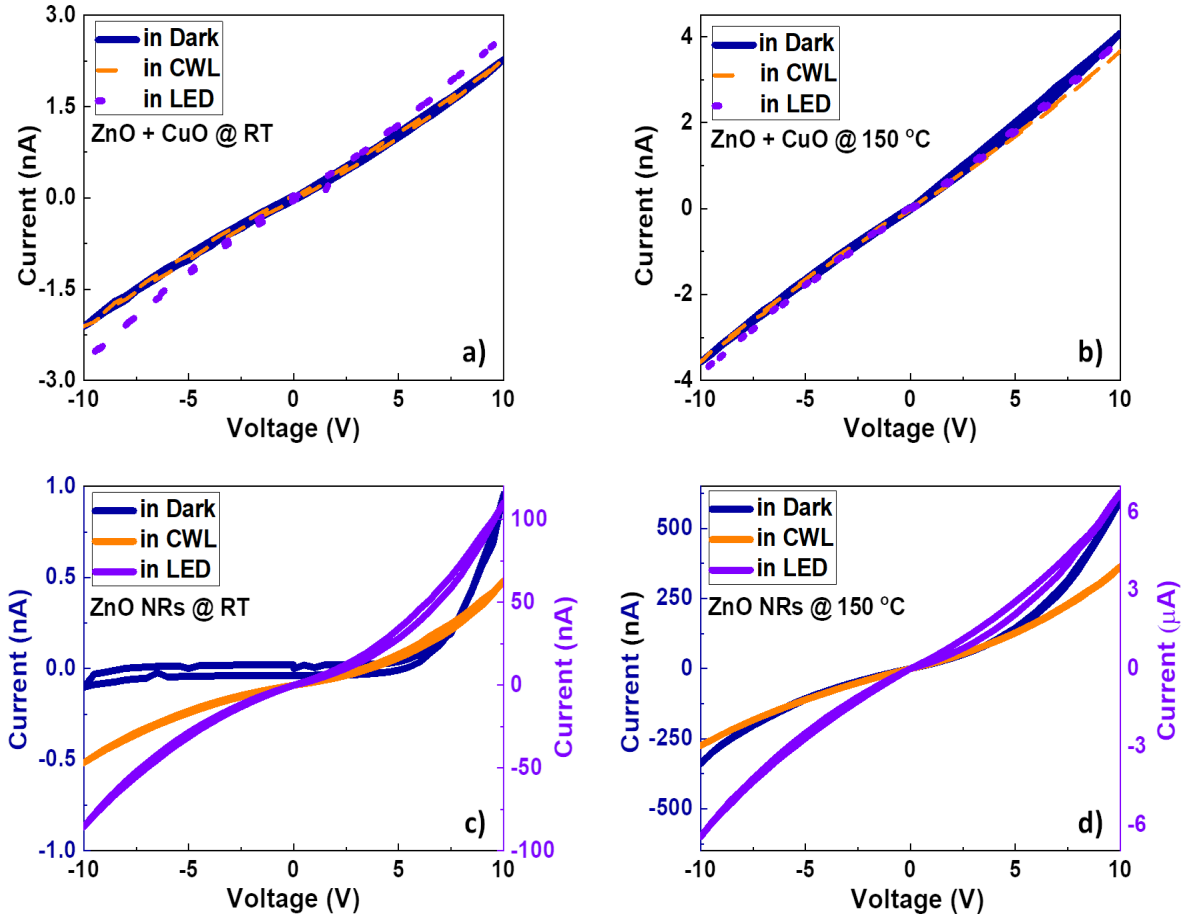 3.0
1.5
0.0
-1.5
-3.0
Current (nA)
in Dark
in CWL
in LED
ZnO + CuO @ RT
a)
-10 -5 0 5 10
Voltage (V)
4
2
0
-2
-4
Current (nA)
in Dark
in CWL
in LED
ZnO + CuO @ 150 °C
b)
-10 -5 0 5 10
Voltage (V)
1.0
0.5
0.0
-0.5
-1.0
Current (nA)
in Dark
in CWL
in LED
ZnO NRs @ RT
c)
100
50
0
-50
-100
Current (nA)
-10 -5 0 5 10
Voltage (V)
500
250
0
-250
-500
Current (nA)
in Dark
in CWL
in LED
ZnO NRs @ 150 °C
d)
6
3
0
-3
-6
Current (μA)
-10 -5 0 5 10
Voltage (V)